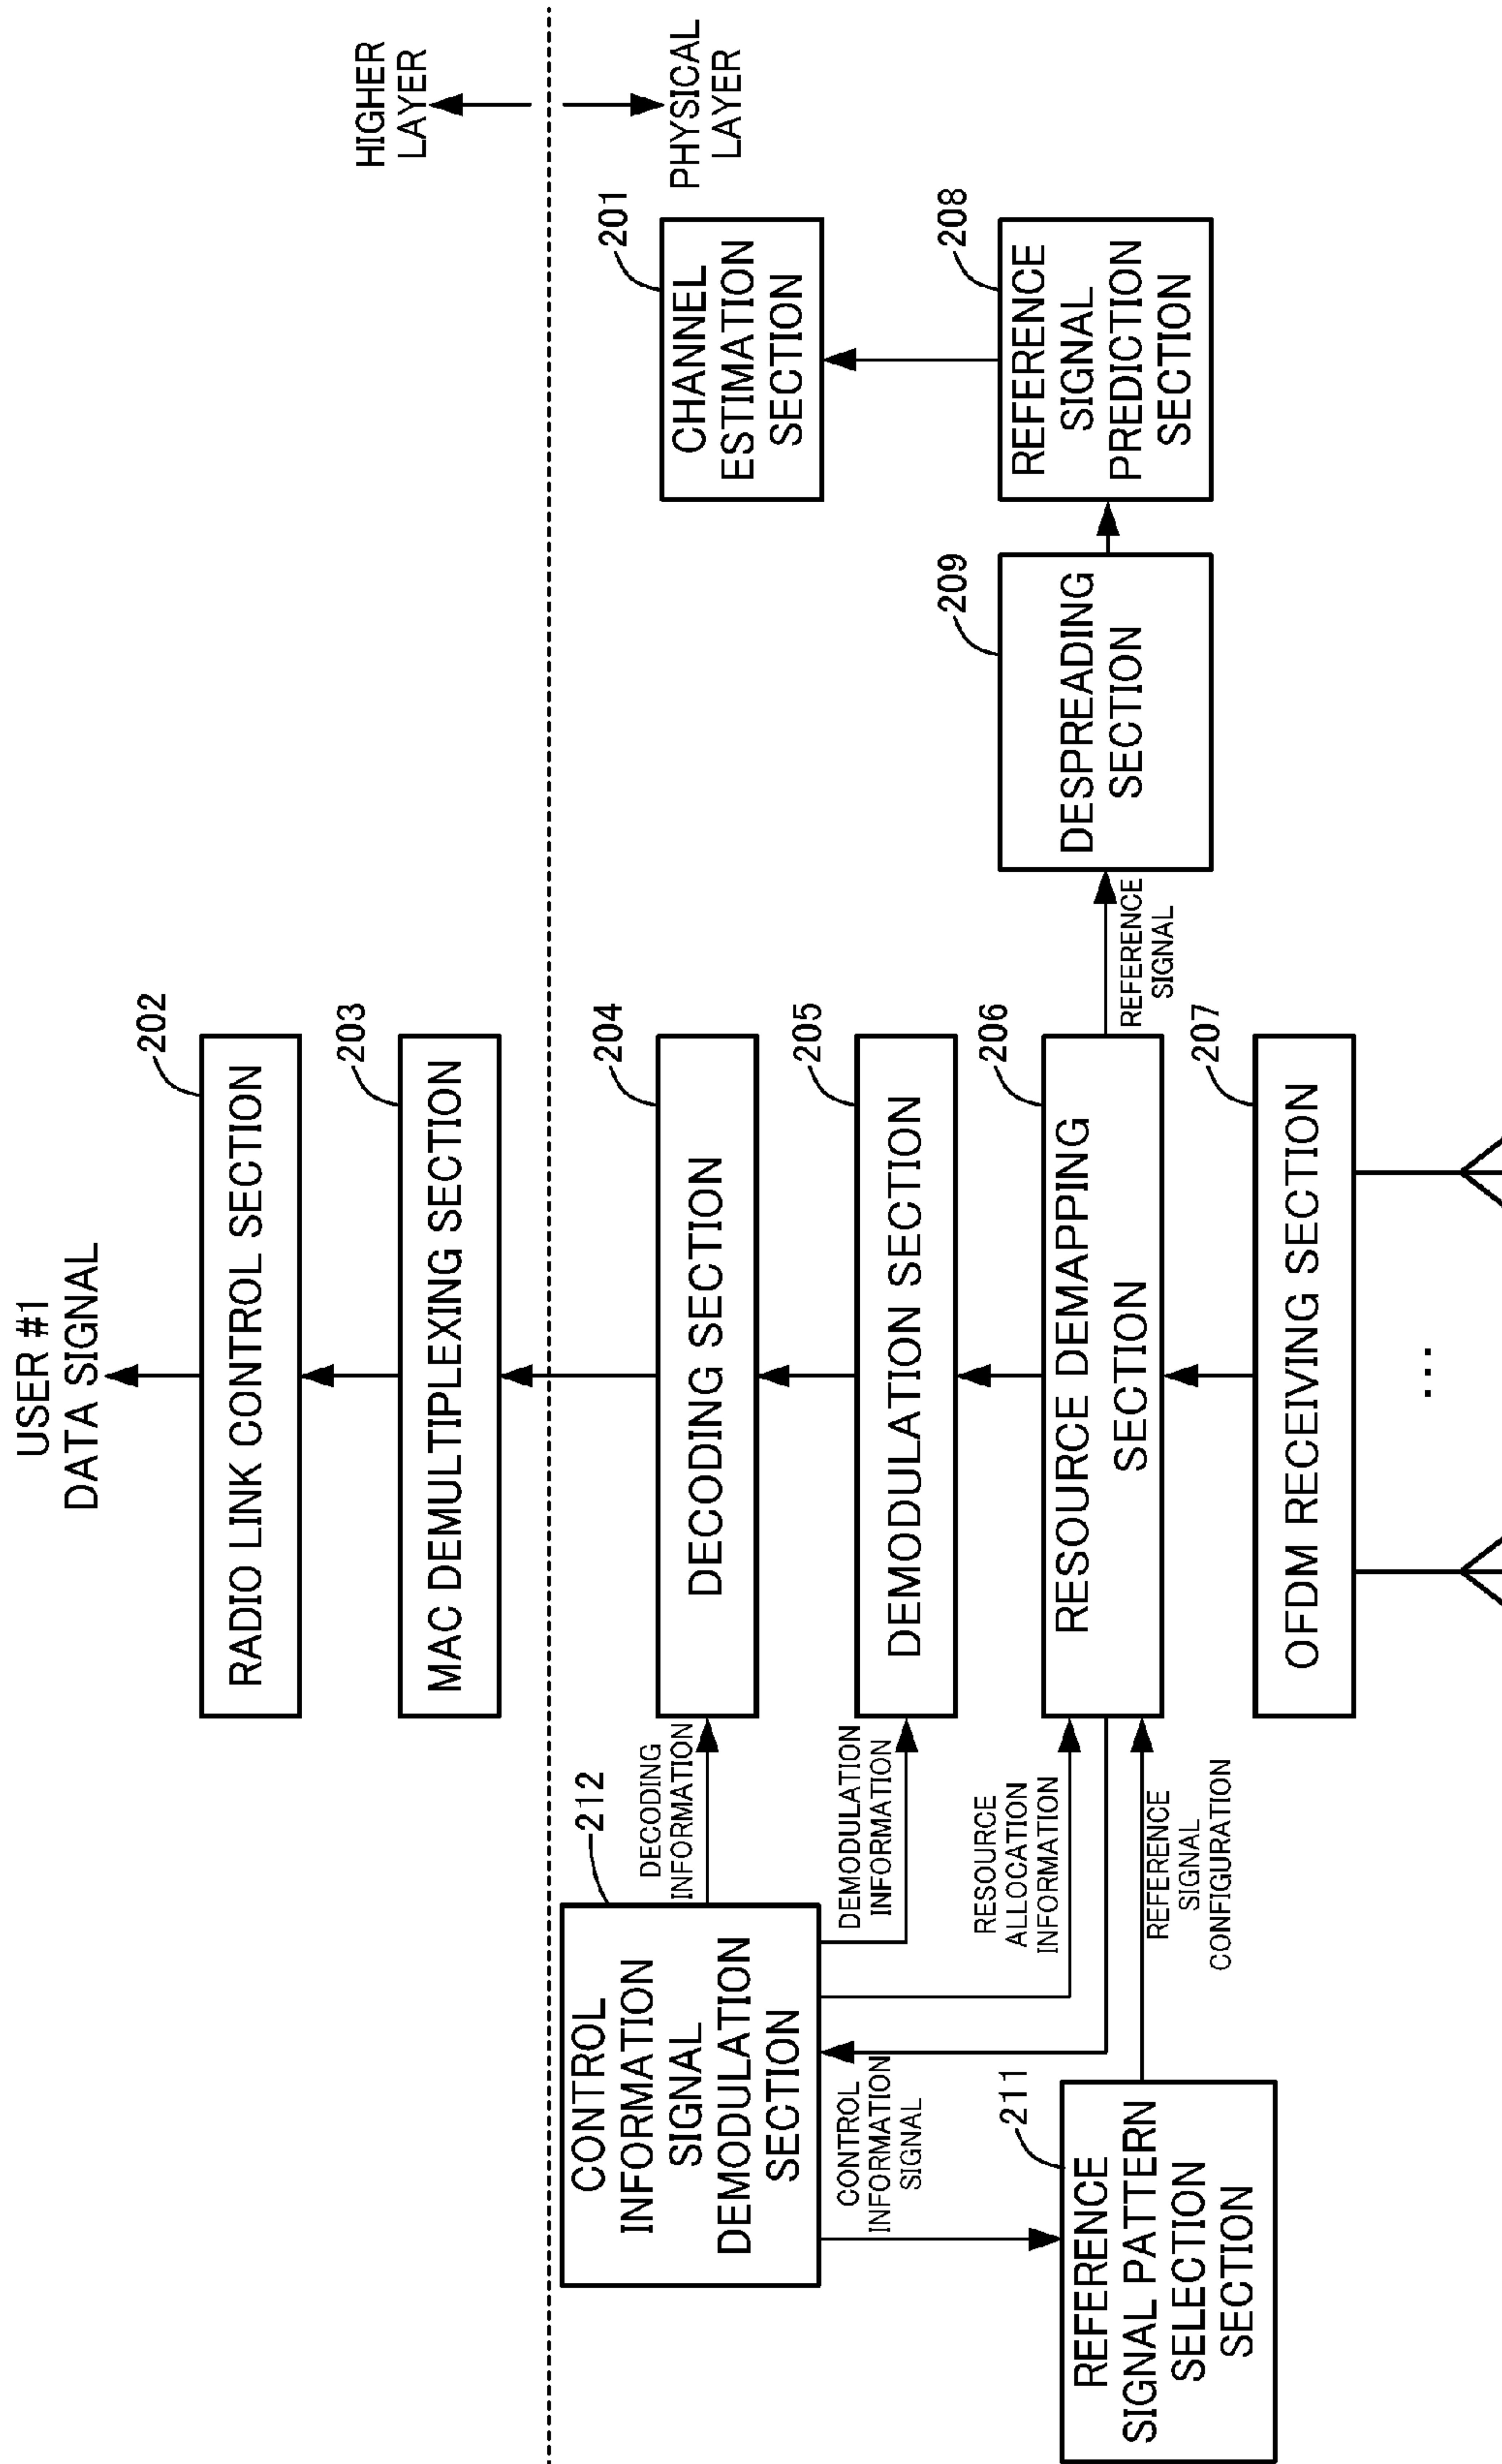 USER #1
DATA SIGNAL
HIGHER
LAYER
PHYSICAL
LAYER
202
RADIO LINK CONTROL SECTION
203
MAC DEMULTIPLEXING SECTION
212
CONTROL
INFORMATION
SIGNAL
DEMODULATION
SECTION
DECODING
INFORMATION
204
DECODING SECTION
201
CHANNEL
ESTIMATION
SECTION
DEMODULATION
INFORMATION
205
DEMODULATION SECTION
CONTROL
INFORMATION
SIGNAL
RESOURCE
ALLOCATION
INFORMATION
206
RESOURCE DEMAPPING
SECTION
REFERENCE
SIGNAL
209
DESPREADING
SECTION
208
REFERENCE
SIGNAL
PREDICTION
SECTION
211
REFERENCE
SIGNAL PATTERN
SELECTION
SECTION
REFERENCE
SIGNAL
CONFIGURATION
207
OFDM RECEIVING SECTION
...